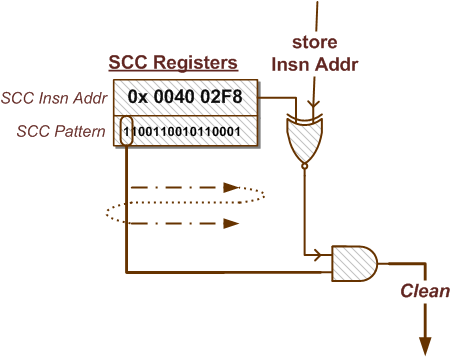 store
Insn Addr
SCC Registers
SCC Insn Addr
0x 0040 02F8
SCC Pattern
1100110010110001
Clean